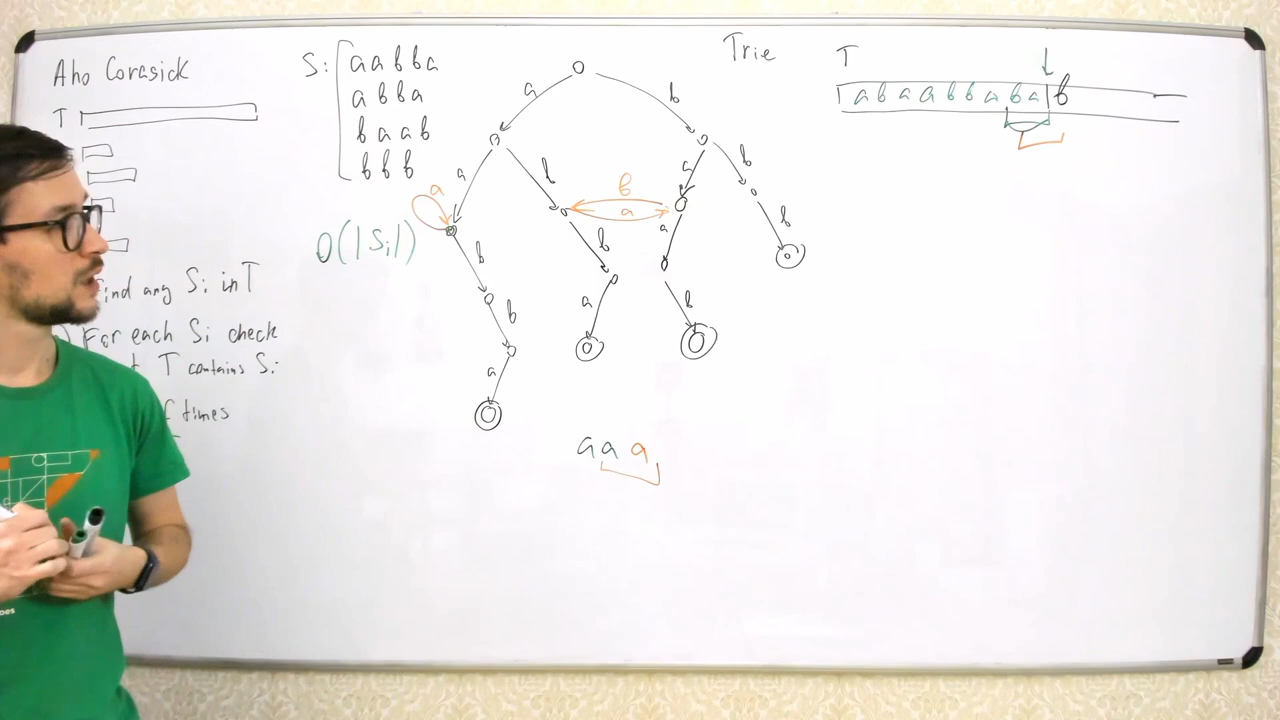 Aho Corasick
T
Find any Si in T
For each Si check
T contains Si
of times
S:
aabba
abba
baab
bbb
O(|Si|)
Trie
T
abaabbaba b
a
b
a
b
a
b
a
b
a
b
b
a
b
b
a
b
b
a
a
aaa